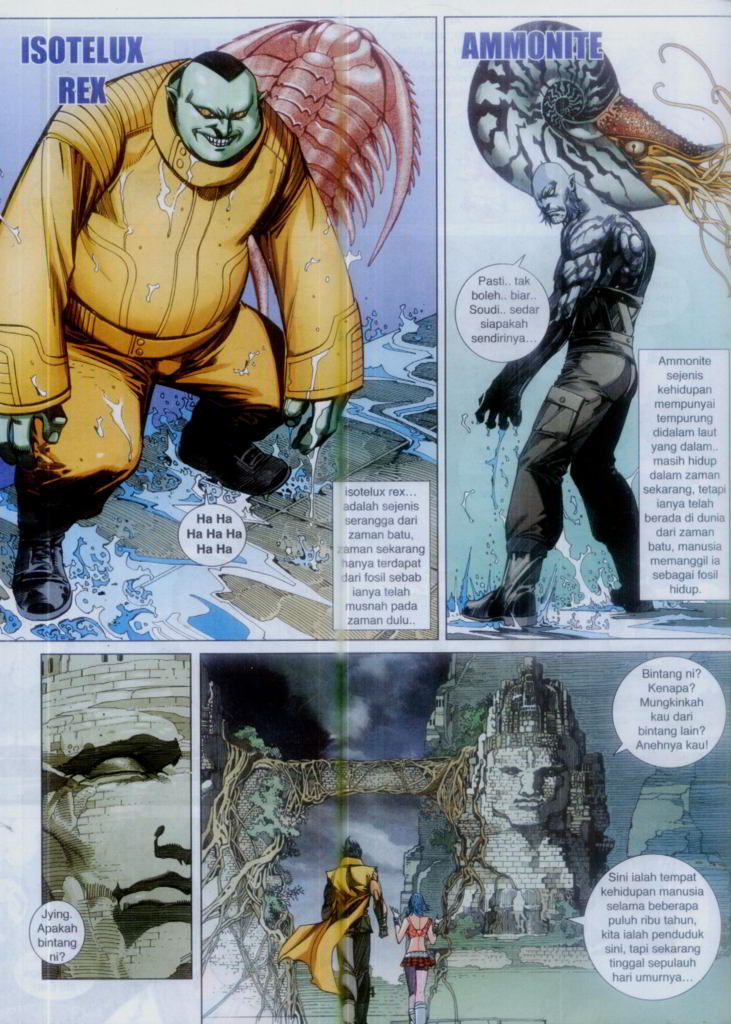 ISOTELUX
REX
Ha Ha
Ha Ha Ha
Ha Ha
isotelux rex...
adalah sejenis
serangga dari
zaman batu,
zaman sekarang
hanya terdapat
dari fosil sebab
ianya telah
musnah pada
zaman dulu..
AMMONITE
Pasti.. tak
boleh.. biar..
Soudi.. sedar
siapakah
sendirinya...
Ammonite
sejenis
kehidupan
mempunyai
tempurung
didalam laut
yang dalam..
masih hidup
dalam zaman
sekarang, tetapi
ianya telah
berada di dunia
dari zaman
batu, manusia
memanggil ia
sebagai fosil
hidup.
Jying.
Apakah
bintang
ni?
Bintang ni?
Kenapa?
Mungkinkah
kau dari
bintang lain?
Anehnya kau!
Sini ialah tempat
kehidupan manusia
selama beberapa
puluh ribu tahun,
kita ialah penduduk
sini, tapi sekarang
tinggal sepulauh
hari umurnya...